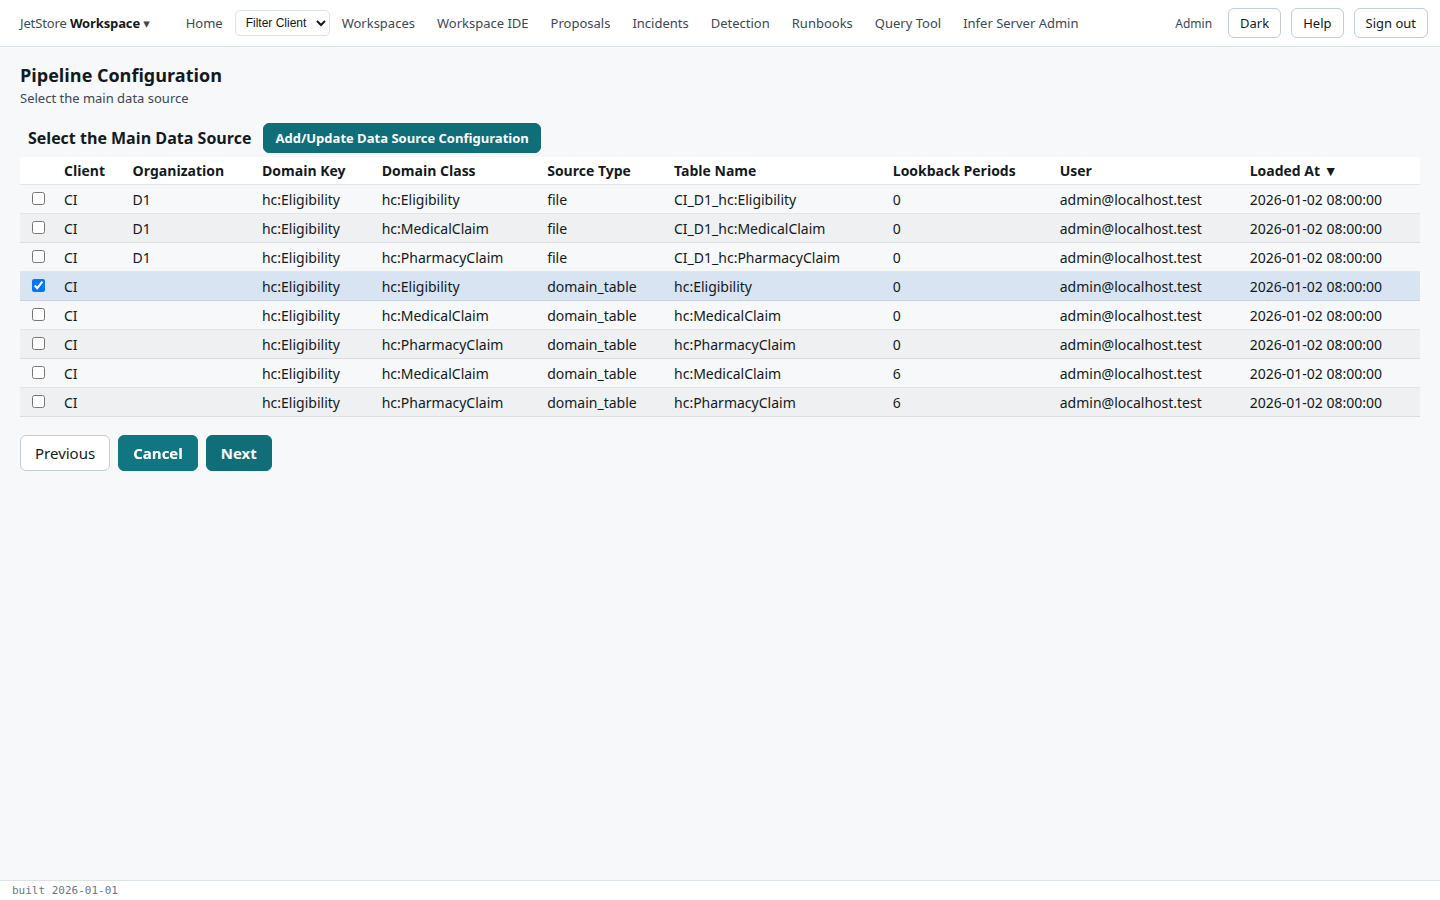 JetStore Workspace ▾ Home Filter Client Workspaces Workspace IDE Proposals Incidents Detection Runbooks Query Tool Infer Server Admin Admin Dark Help Sign out
Pipeline Configuration
Select the main data source
Select the Main Data Source Add/Update Data Source Configuration
Client Organization Domain Key Domain Class Source Type Table Name Lookback Periods User Loaded At ▼
CI D1 hc:Eligibility hc:Eligibility file CI_D1_hc:Eligibility 0 admin@localhost.test 2026-01-02 08:00:00
CI D1 hc:Eligibility hc:MedicalClaim file CI_D1_hc:MedicalClaim 0 admin@localhost.test 2026-01-02 08:00:00
CI D1 hc:Eligibility hc:PharmacyClaim file CI_D1_hc:PharmacyClaim 0 admin@localhost.test 2026-01-02 08:00:00
CI hc:Eligibility hc:Eligibility domain_table hc:Eligibility 0 admin@localhost.test 2026-01-02 08:00:00
CI hc:Eligibility hc:MedicalClaim domain_table hc:MedicalClaim 0 admin@localhost.test 2026-01-02 08:00:00
CI hc:Eligibility hc:PharmacyClaim domain_table hc:PharmacyClaim 0 admin@localhost.test 2026-01-02 08:00:00
CI hc:Eligibility hc:MedicalClaim domain_table hc:MedicalClaim 6 admin@localhost.test 2026-01-02 08:00:00
CI hc:Eligibility hc:PharmacyClaim domain_table hc:PharmacyClaim 6 admin@localhost.test 2026-01-02 08:00:00
Previous Cancel Next
built 2026-01-01